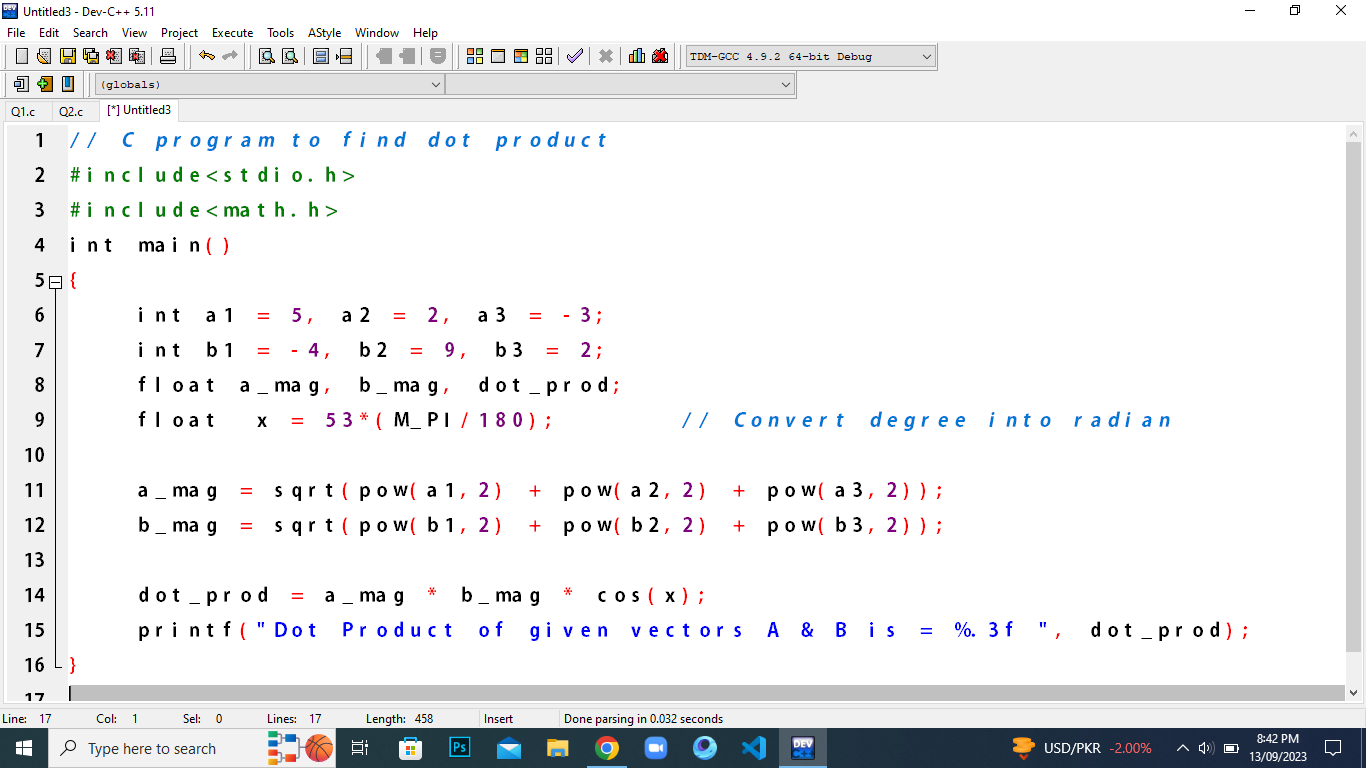 Untitled3 - Dev-C++ 5.11
File Edit Search View Project Execute Tools AStyle Window Help
TDM-GCC 4.9.2 64-bit Debug
(globals)
Q1.c Q2.c [*] Untitled3
1 // C program to find dot product
2 #include<stdio.h>
3 #include<math.h>
4 int main()
5 {
6 int a1 = 5, a2 = 2, a3 = -3;
7 int b1 = -4, b2 = 9, b3 = 2;
8 float a_mag, b_mag, dot_prod;
9 float x = 53*(M_PI/180); // Convert degree into radian
10
11 a_mag = sqrt(pow(a1,2) + pow(a2,2) + pow(a3,2));
12 b_mag = sqrt(pow(b1,2) + pow(b2,2) + pow(b3,2));
13
14 dot_prod = a_mag * b_mag * cos(x);
15 printf("Dot Product of given vectors A & B is = %.3f ", dot_prod);
16 }
17
Line: 17 Col: 1 Sel: 0 Lines: 17 Length: 458 Insert Done parsing in 0.032 seconds
Type here to search
Ps
DEV
USD/PKR -2.00%
8:42 PM
13/09/2023